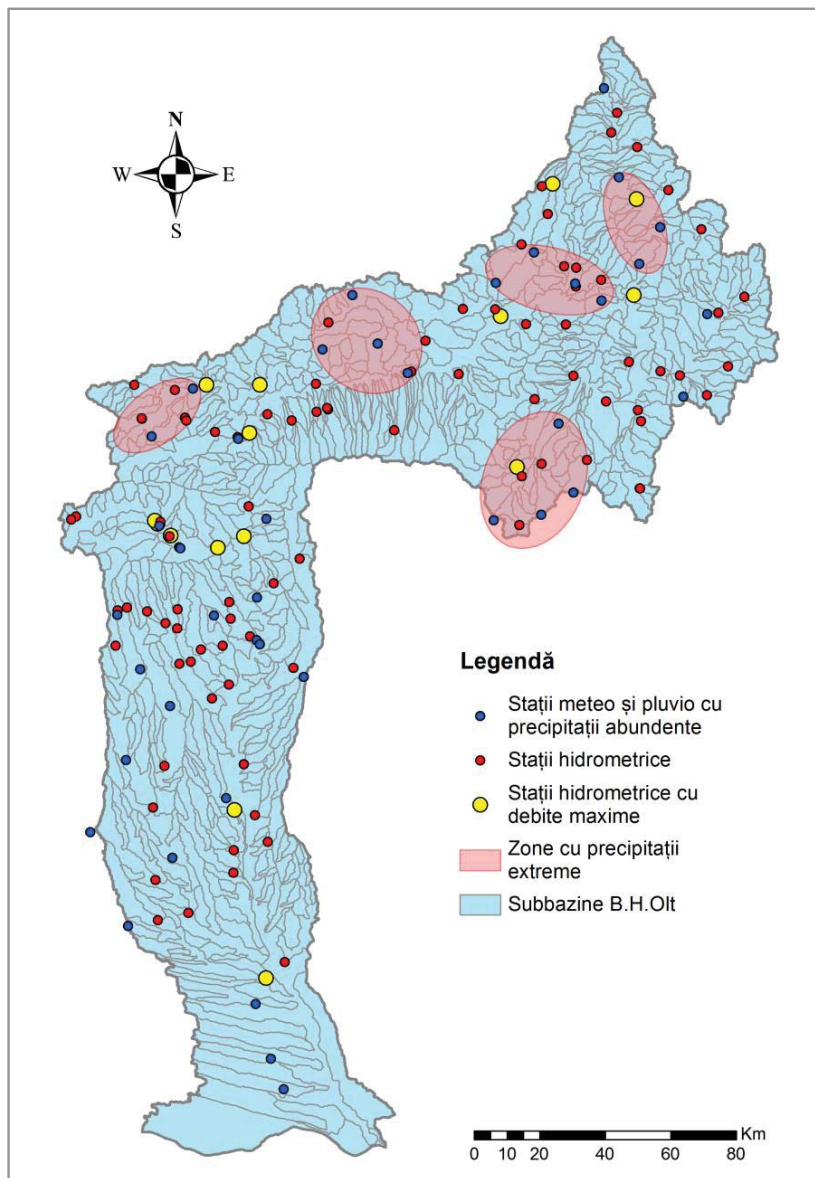 N
W E
S
Legendă
Stații meteo și pluvio cu
precipitații abundente
Stații hidrometrice
Stații hidrometrice cu
debite maxime
Zone cu precipitații
extreme
Subbazine B.H.Olt
Km
0 10 20 40 60 80